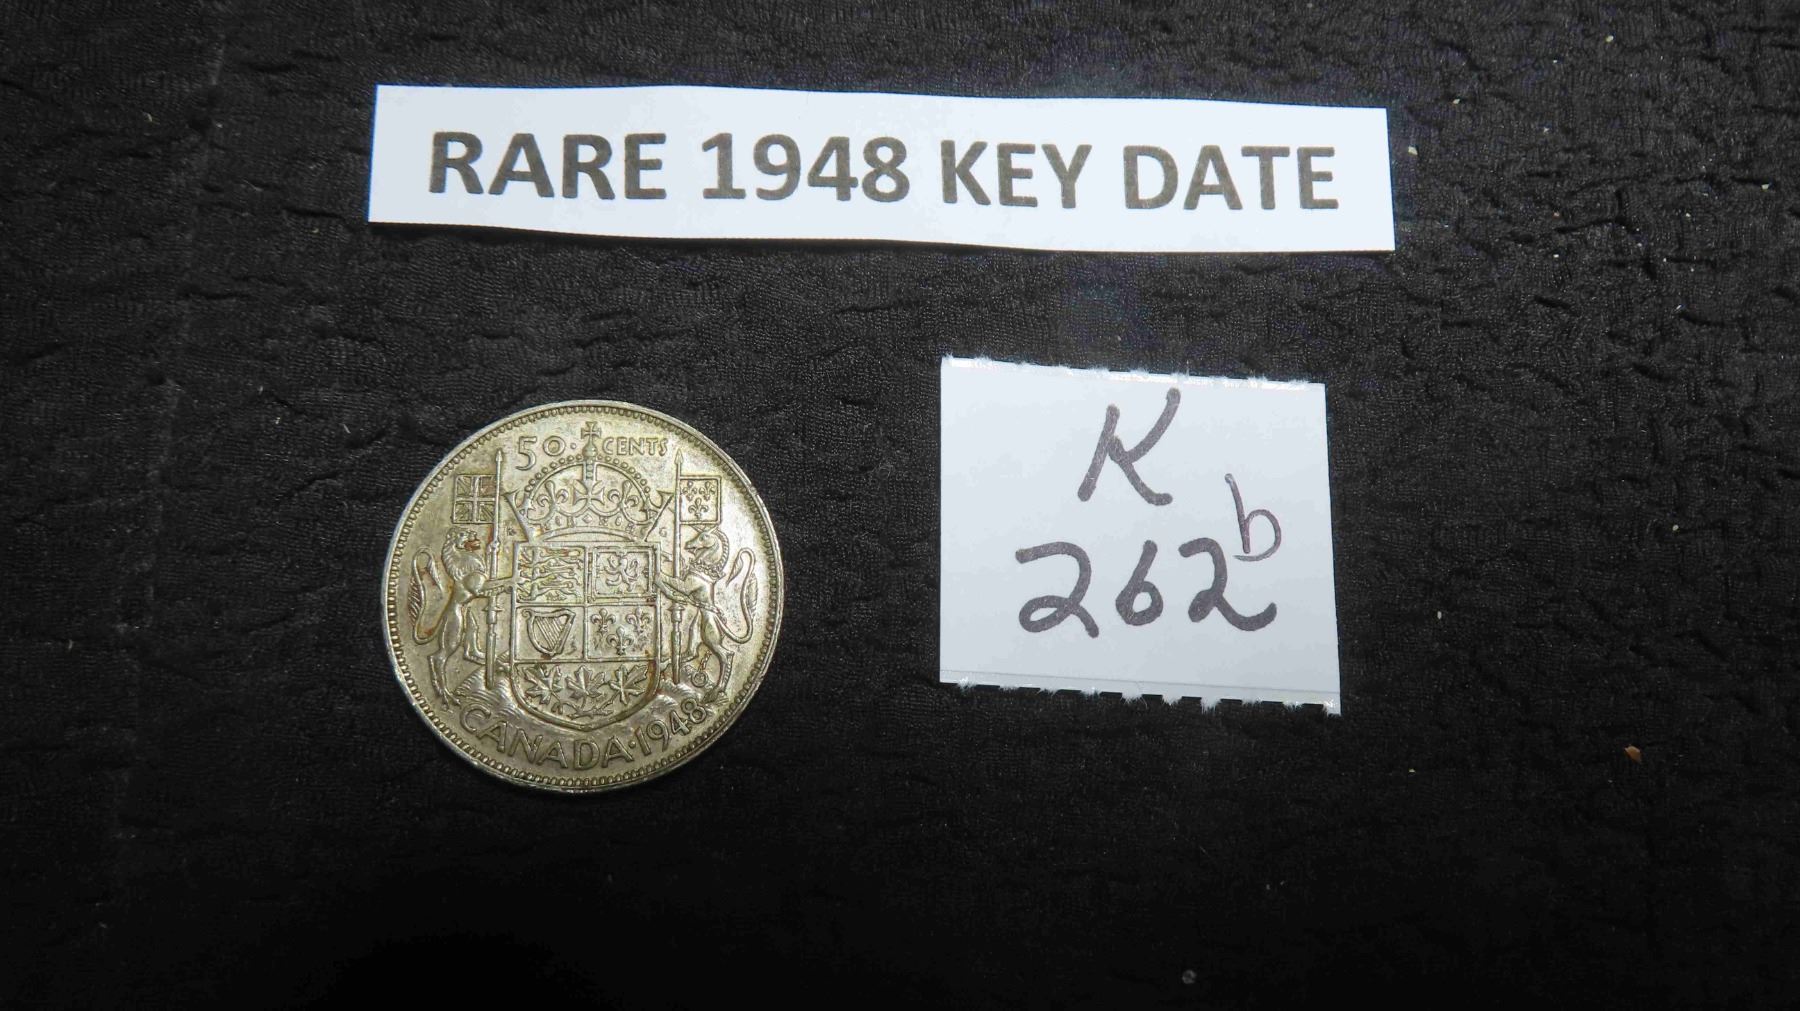 RARE 1948 KEY DATE
K
262b
50·CENTS
CANADA·1948